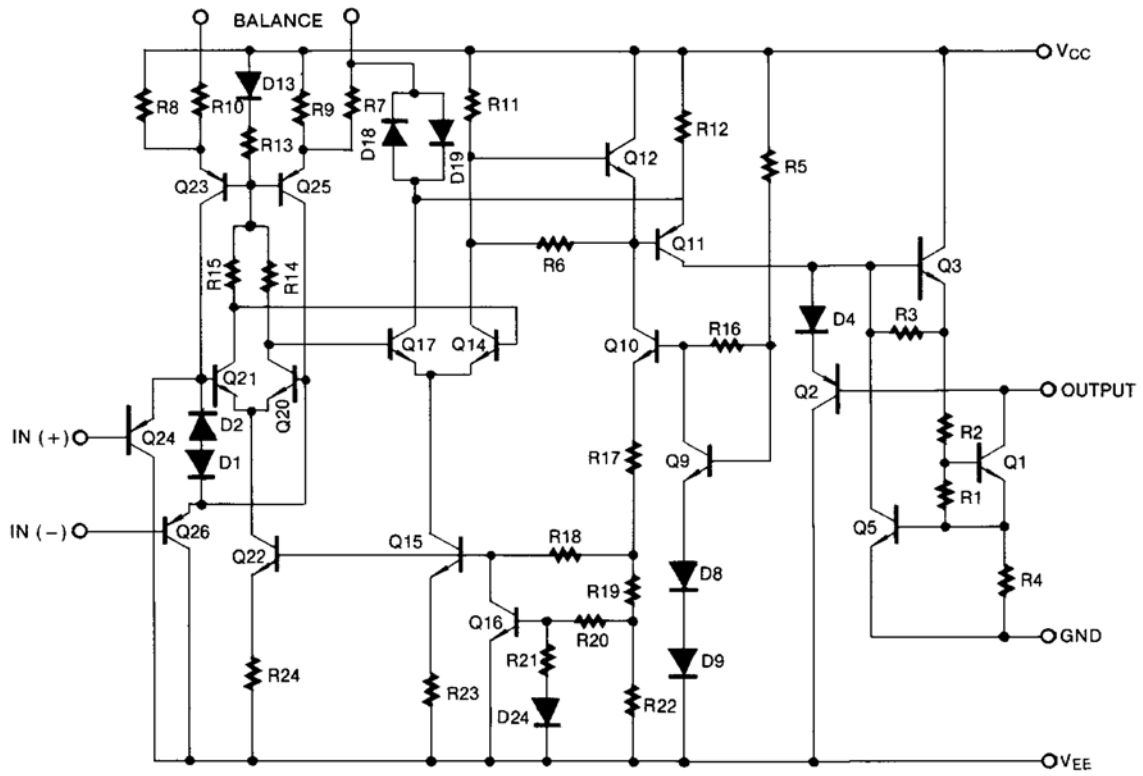 BALANCE
VCC
R8
R10
D13
R9
R7
D18
D19
R11
R12
R13
Q12
R5
Q23
Q25
R6
Q11
Q3
R15
R14
D4
R3
Q17
Q14
Q10
R16
Q21
Q20
Q2
OUTPUT
IN (+)
Q24
D2
D1
R17
Q9
R2
Q1
R1
IN (-)
Q26
Q22
Q15
R18
Q5
R19
D8
R4
Q16
R20
R21
GND
R24
R23
D24
R22
D9
VEE